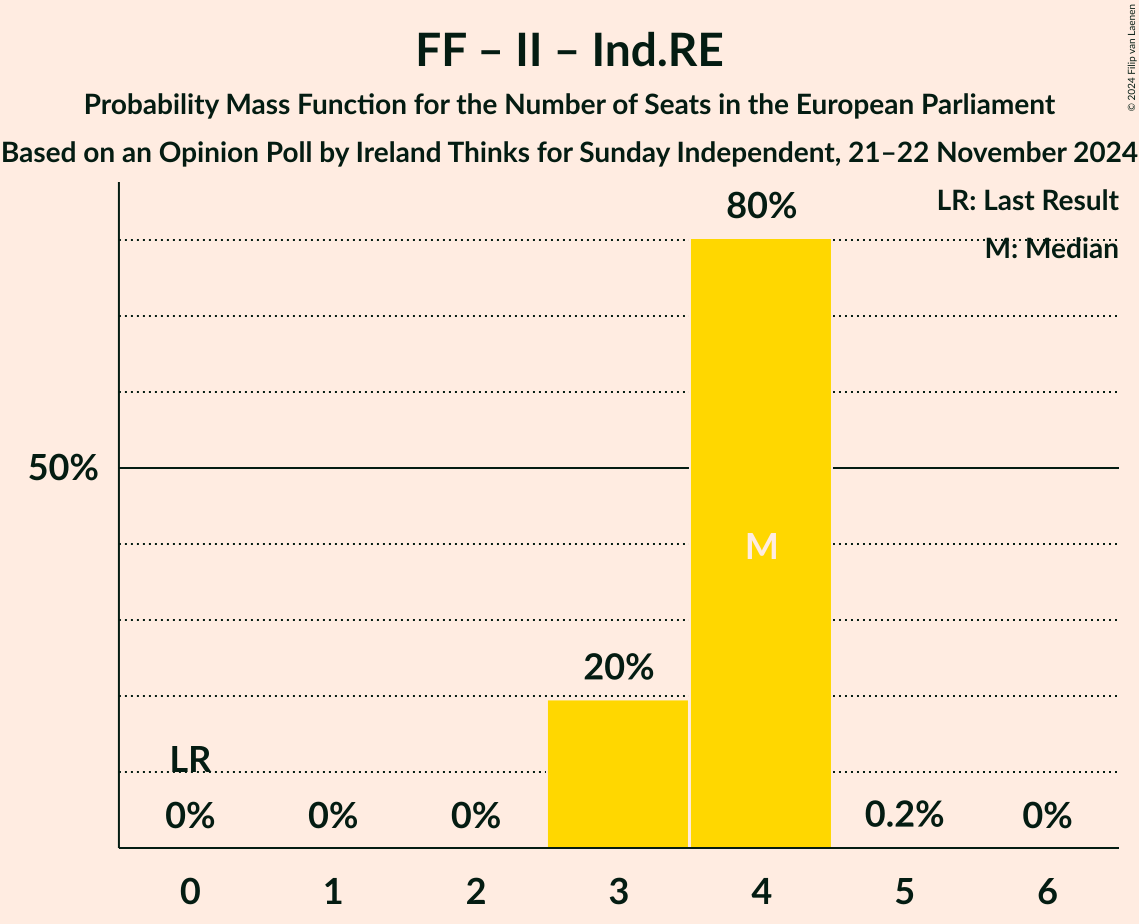 FF – II – Ind.RE
Probability Mass Function for the Number of Seats in the European Parliament
Based on an Opinion Poll by Ireland Thinks for Sunday Independent, 21–22 November 2024
© 2024 Filip van Laenen
LR: Last Result
M: Median
80%
50%
M
20%
LR
0% 0% 0% 0.2% 0%
0 1 2 3 4 5 6